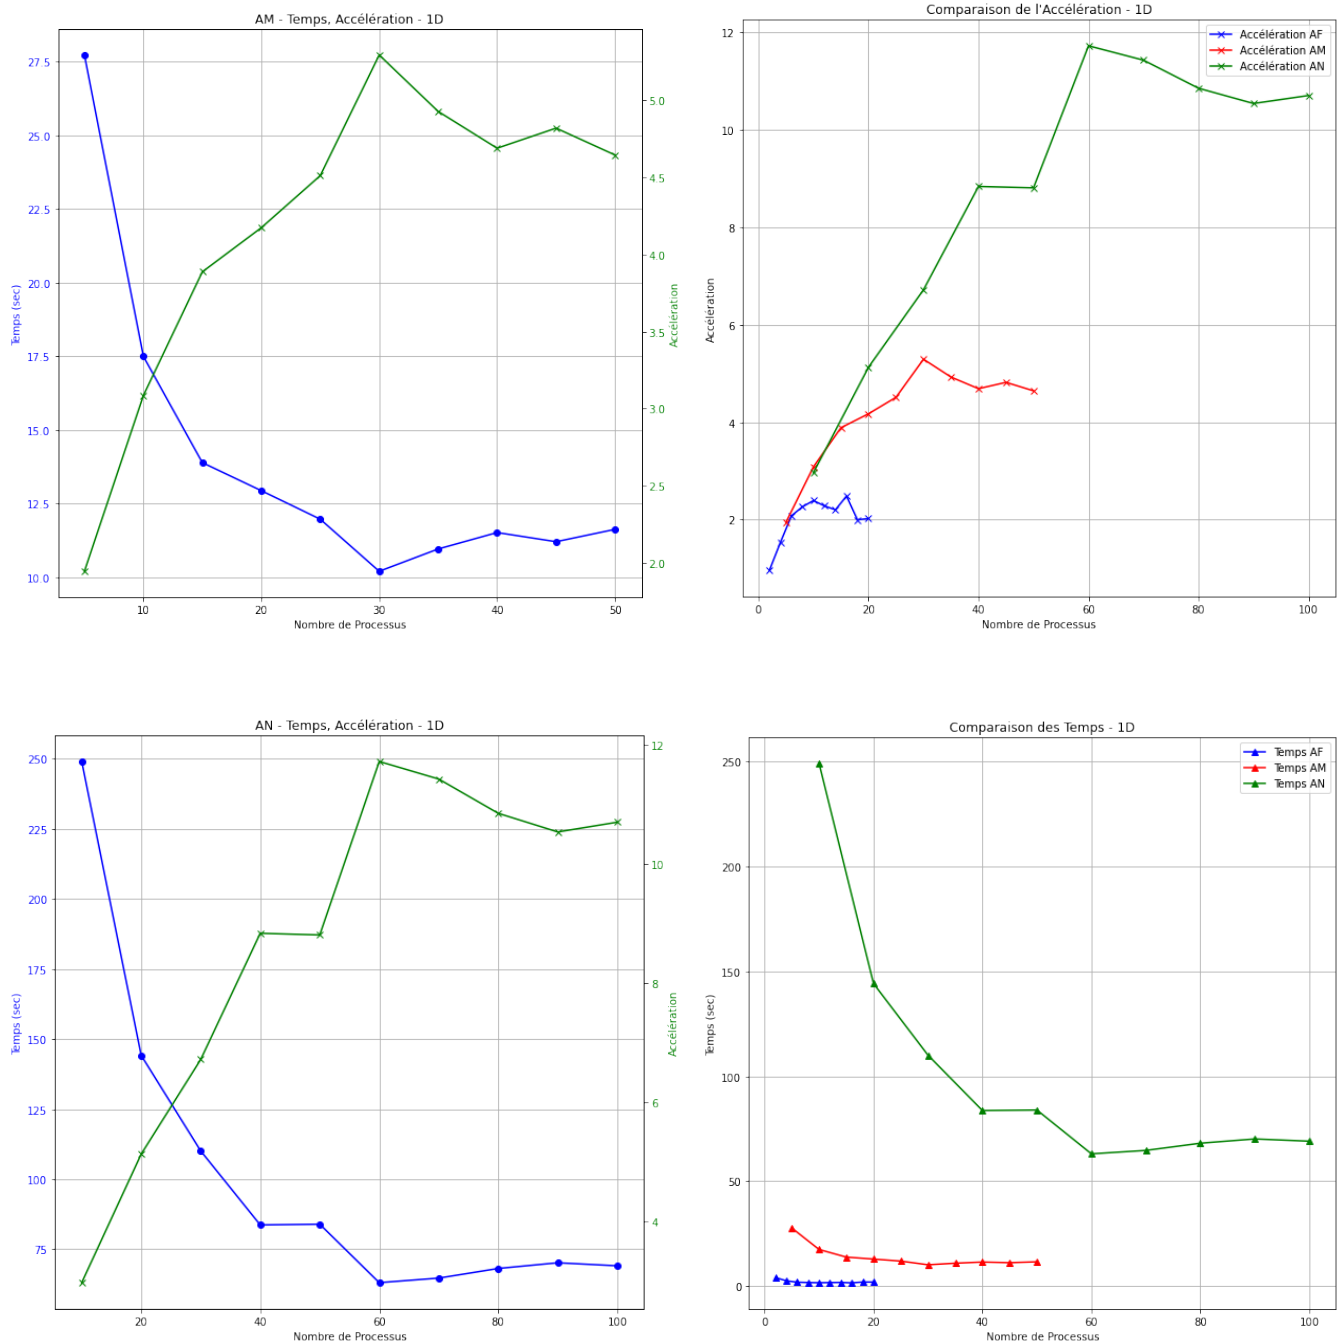 AM - Temps, Accélération - 1D
27.5
25.0
22.5
20.0
17.5
15.0
12.5
10.0
Temps (sec)
5.0
4.5
4.0
3.5
3.0
2.5
2.0
Accélération
10 20 30 40 50
Nombre de Processus
Comparaison de l'Accélération - 1D
Accélération AF
Accélération AM
Accélération AN
12
10
8
6
4
2
Accélération
0 20 40 60 80 100
Nombre de Processus
AN - Temps, Accélération - 1D
250
225
200
175
150
125
100
75
Temps (sec)
12
10
8
6
4
Accélération
20 40 60 80 100
Nombre de Processus
Comparaison des Temps - 1D
Temps AF
Temps AM
Temps AN
250
200
150
100
50
0
Temps (sec)
0 20 40 60 80 100
Nombre de Processus